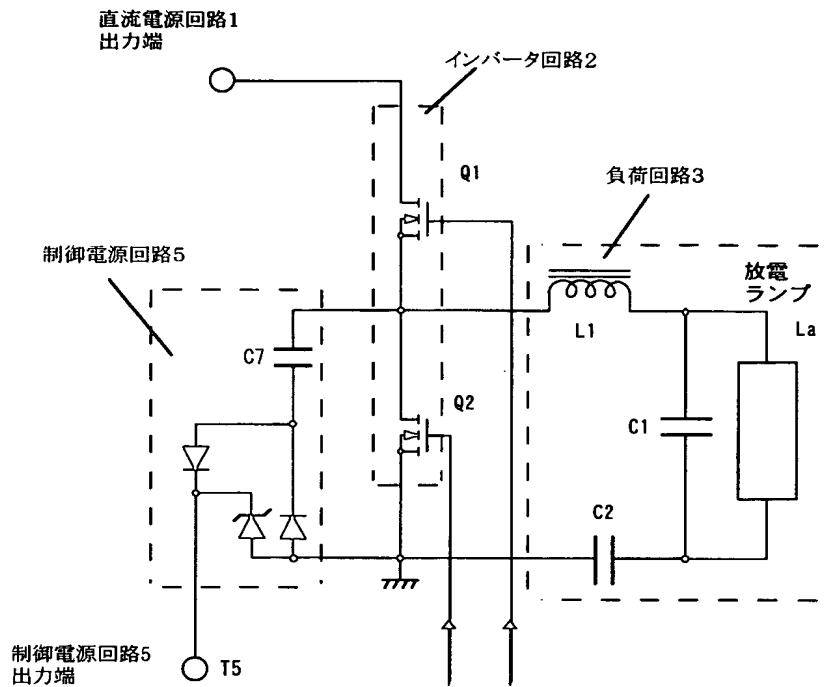 直流電源回路1
出力端
インバータ回路2
Q1
負荷回路3
制御電源回路5
放電
ランプ
La
C7
L1
Q2
C1
C2
制御電源回路5
出力端
T5